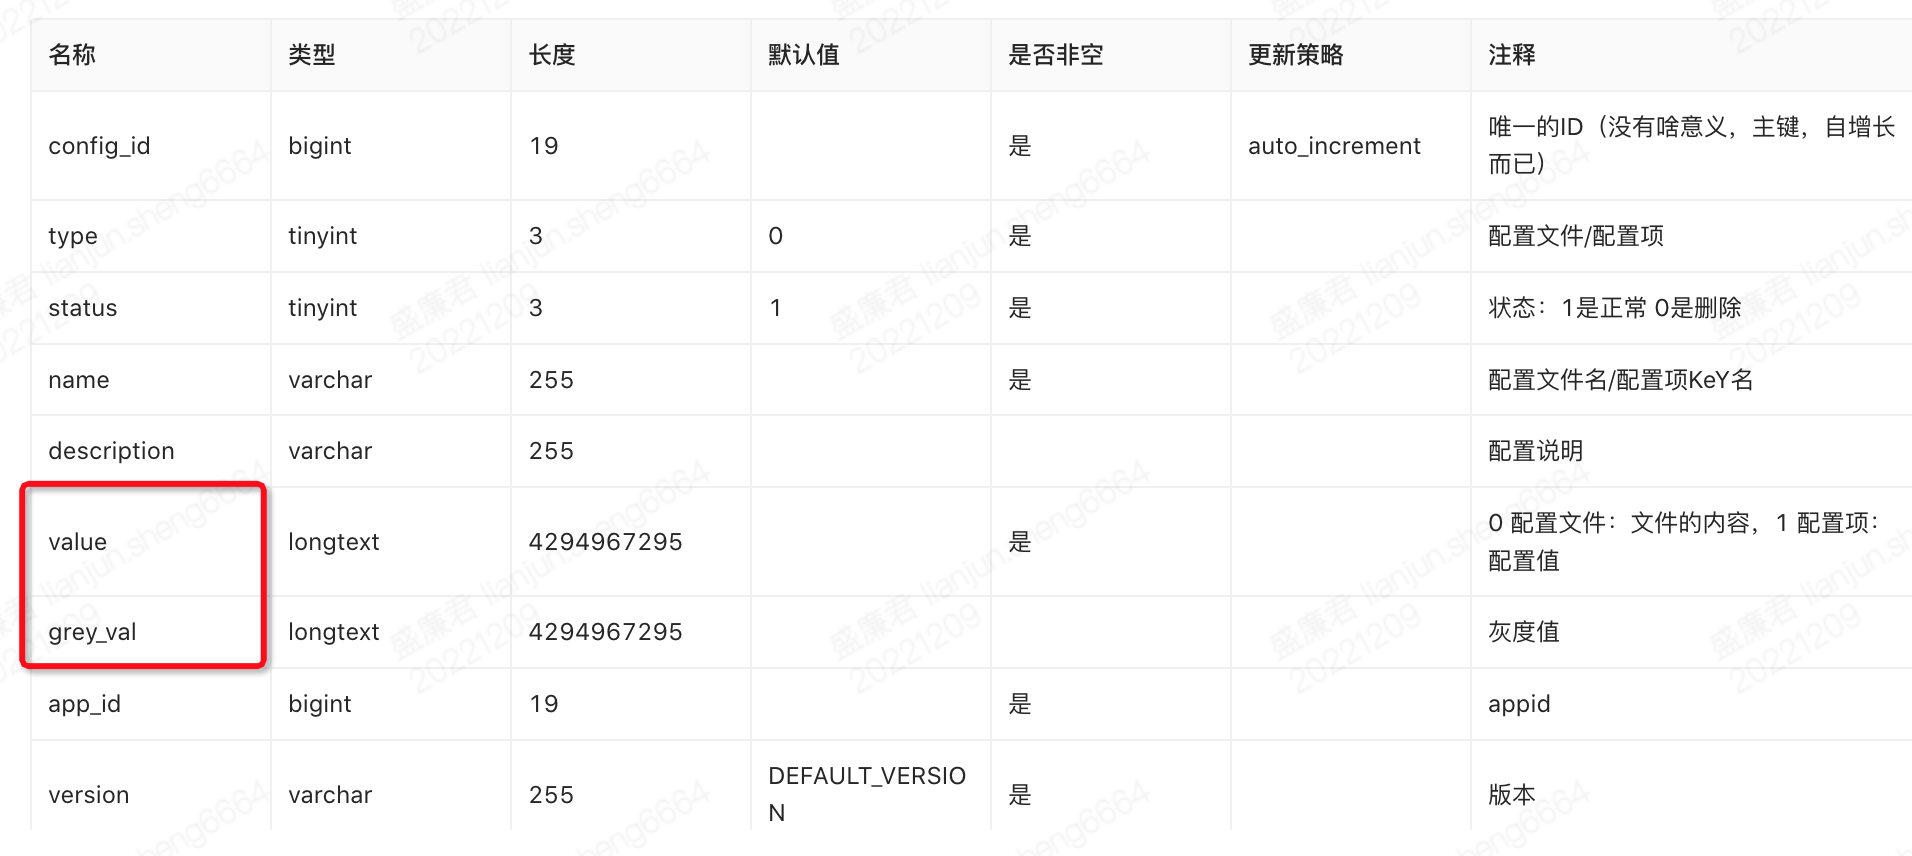 名称 类型 长度 默认值 是否非空 更新策略 注释
config_id bigint 19 是 auto_increment 唯一的ID（没有啥意义，主键，自增长
而已）
type tinyint 3 0 是 配置文件/配置项
status tinyint 3 1 是 状态：1是正常 0是删除
name varchar 255 是 配置文件名/配置项KeY名
description varchar 255 配置说明
value longtext 4294967295 是 0 配置文件：文件的内容，1 配置项：
配置值
grey_val longtext 4294967295 灰度值
app_id bigint 19 是 appid
version varchar 255 DEFAULT_VERSIO
N 是 版本
盛廉君 lianjun.sheng6664
20221209